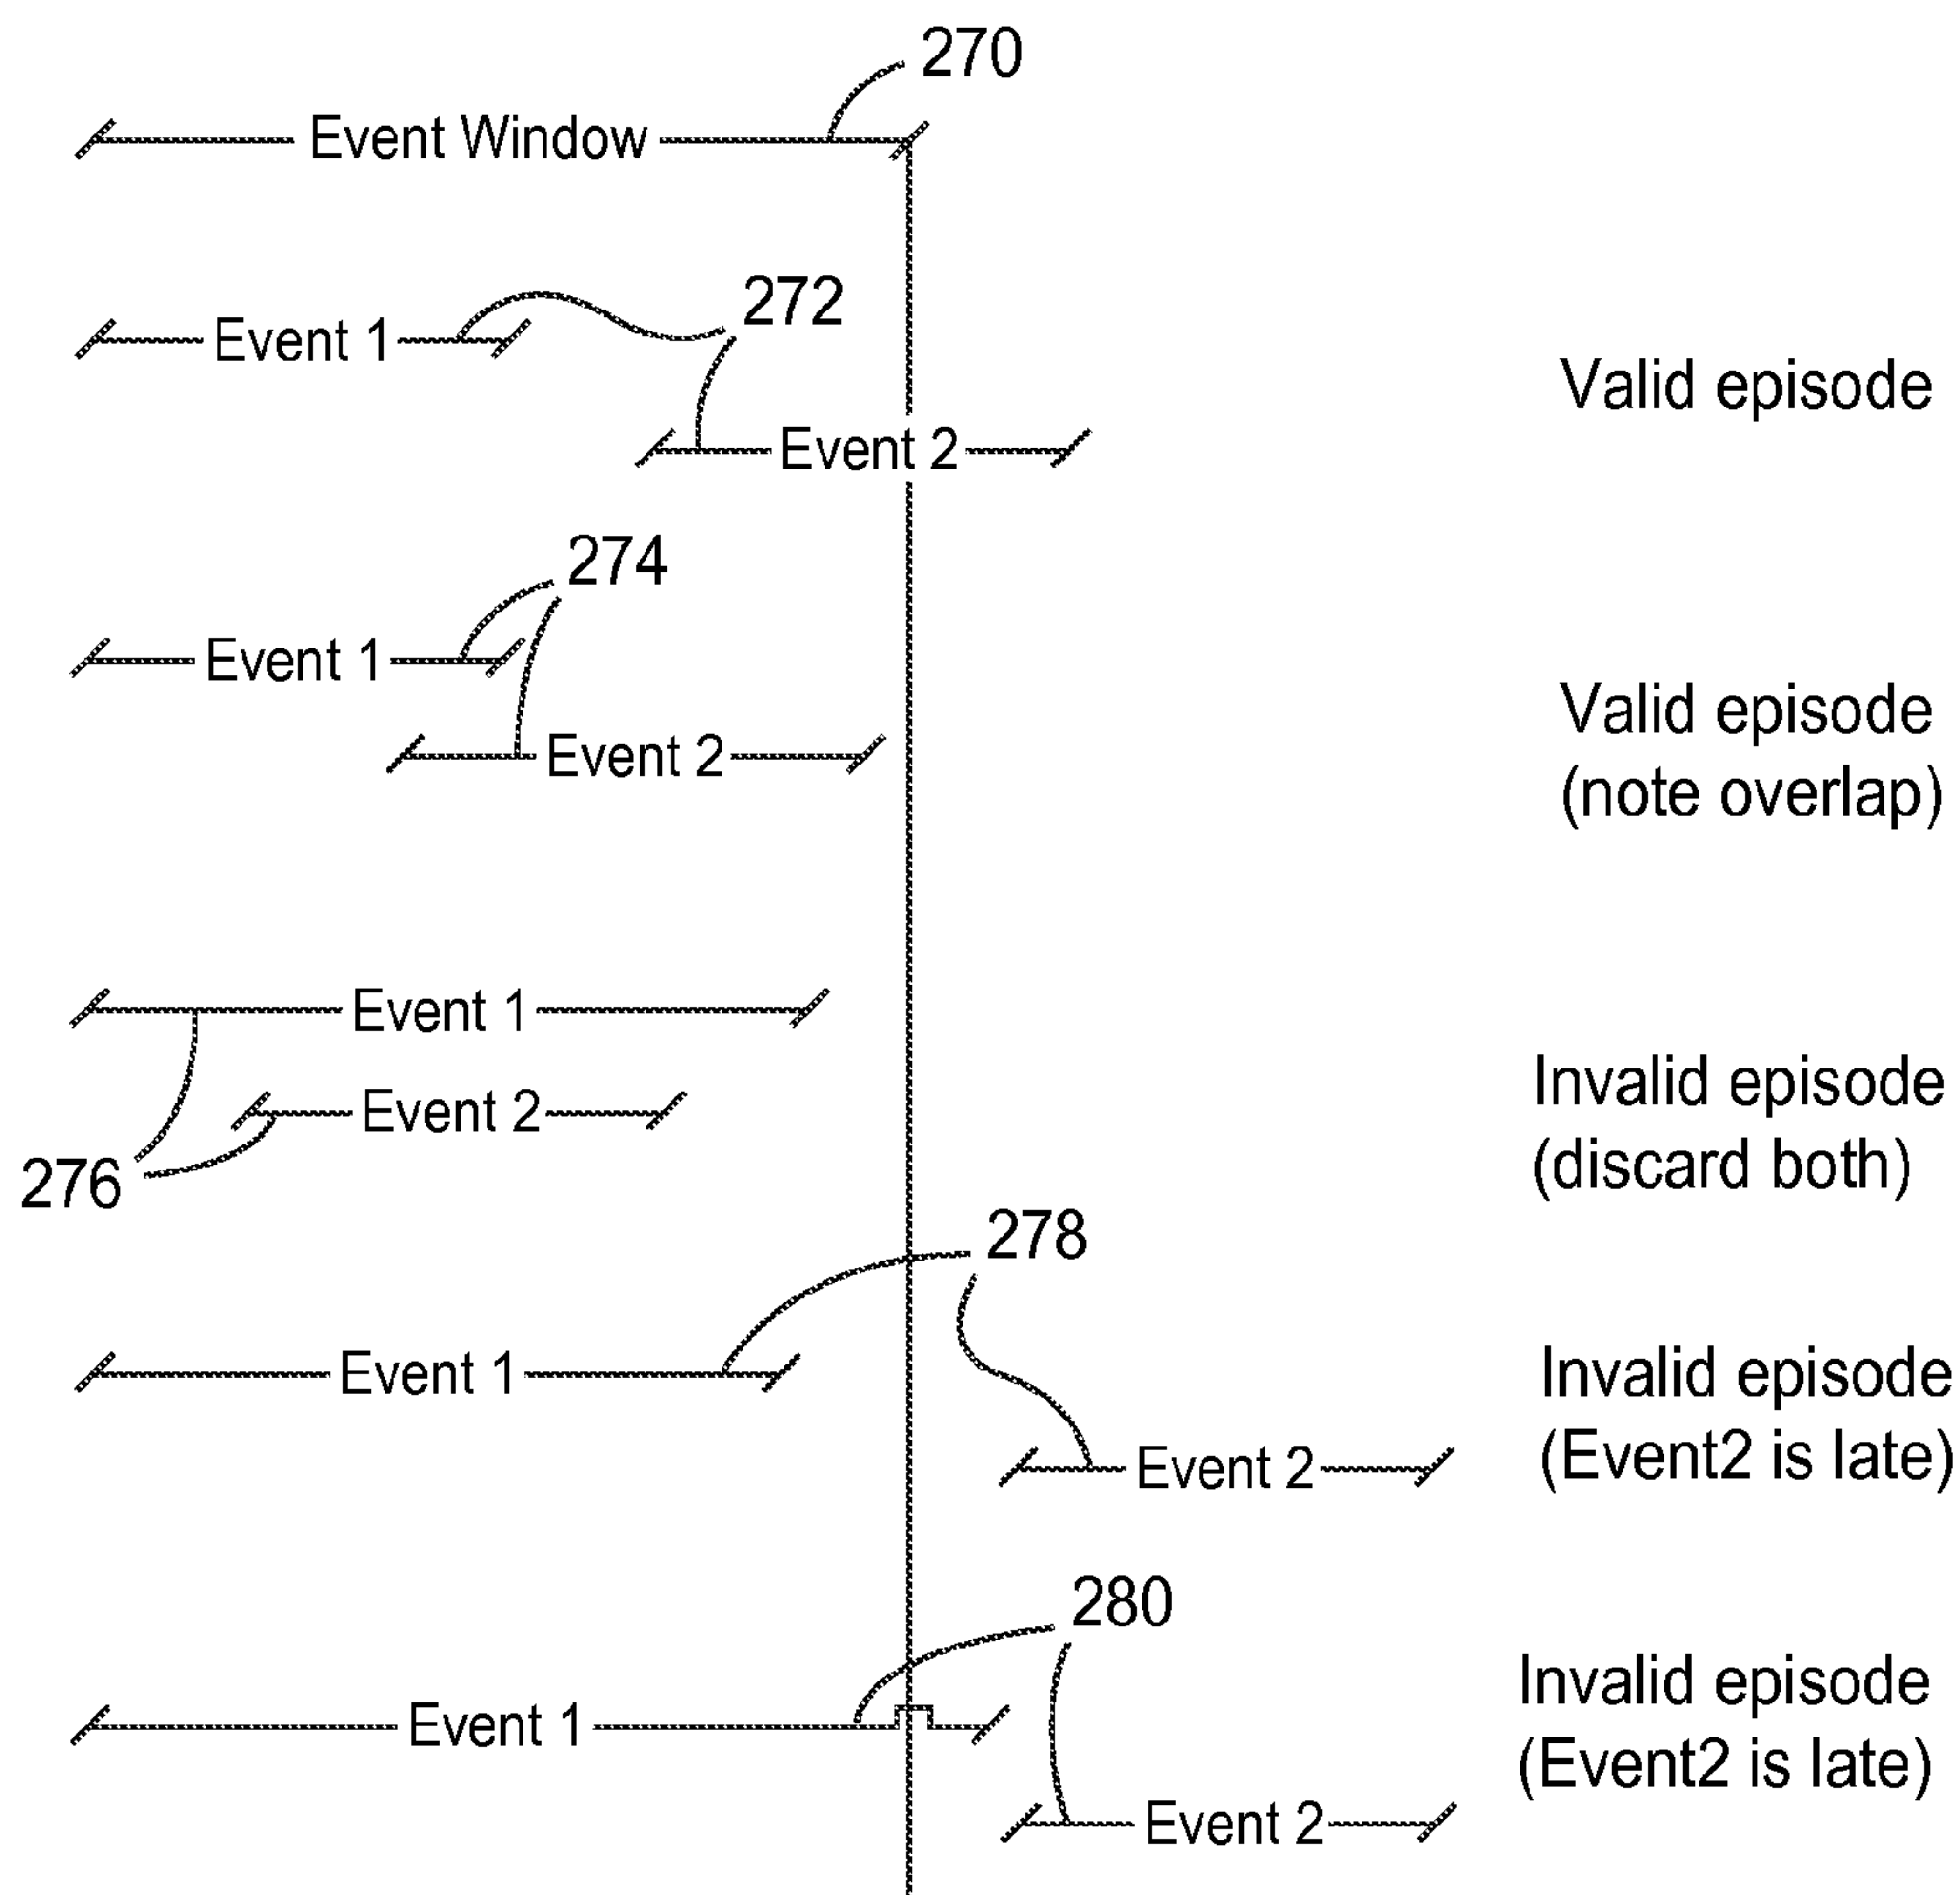 270
Event Window
272
Event 1
Valid episode
Event 2
274
Event 1
Valid episode
Event 2
(note overlap)
Event 1
Invalid episode
Event 2
276
(discard both)
278
Event 1
Invalid episode
Event 2
(Event2 is late)
280
Invalid episode
Event 1
(Event2 is late)
Event 2